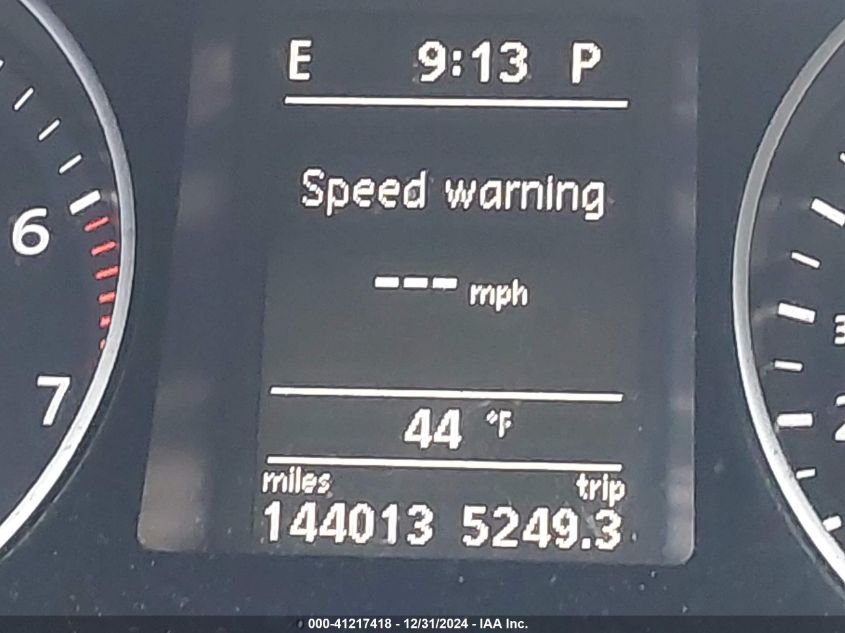 E 9:13 P
Speed warning
--- mph
44 °F
miles trip
144013 5249.3
6
7
000-41217418 - 12/31/2024 - IAA Inc.